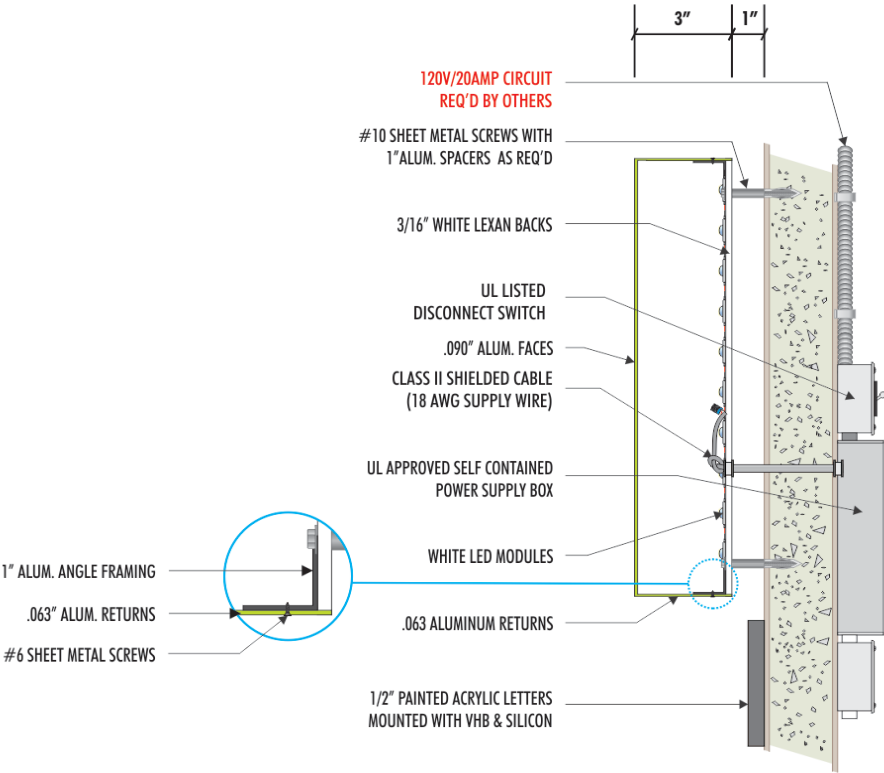 3” 1”
120V/20AMP CIRCUIT
REQ’D BY OTHERS
#10 SHEET METAL SCREWS WITH
1”ALUM. SPACERS AS REQ’D
3/16” WHITE LEXAN BACKS
UL LISTED
DISCONNECT SWITCH
.090” ALUM. FACES
CLASS II SHIELDED CABLE
(18 AWG SUPPLY WIRE)
UL APPROVED SELF CONTAINED
POWER SUPPLY BOX
WHITE LED MODULES
1” ALUM. ANGLE FRAMING
.063” ALUM. RETURNS
.063 ALUMINUM RETURNS
#6 SHEET METAL SCREWS
1/2” PAINTED ACRYLIC LETTERS
MOUNTED WITH VHB & SILICON